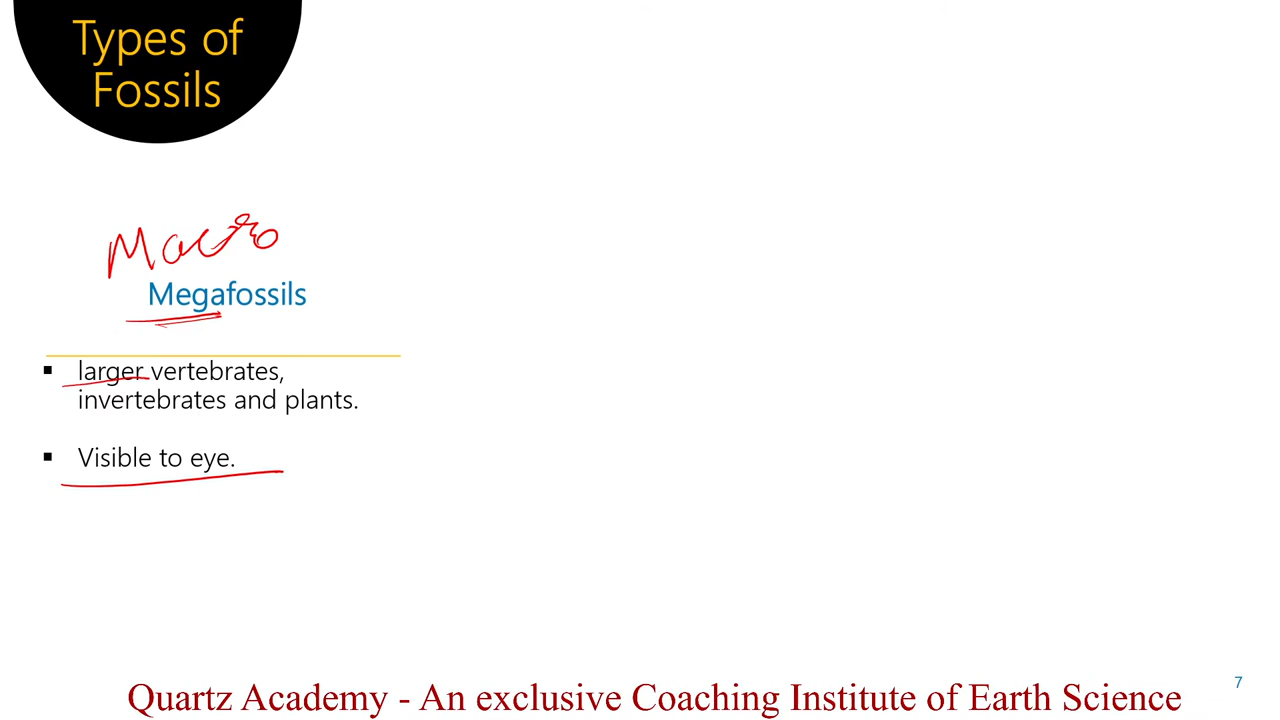 Types of
Fossils
Macro
Megafossils
▪ larger vertebrates,
invertebrates and plants.
▪ Visible to eye.
Quartz Academy - An exclusive Coaching Institute of Earth Science
7